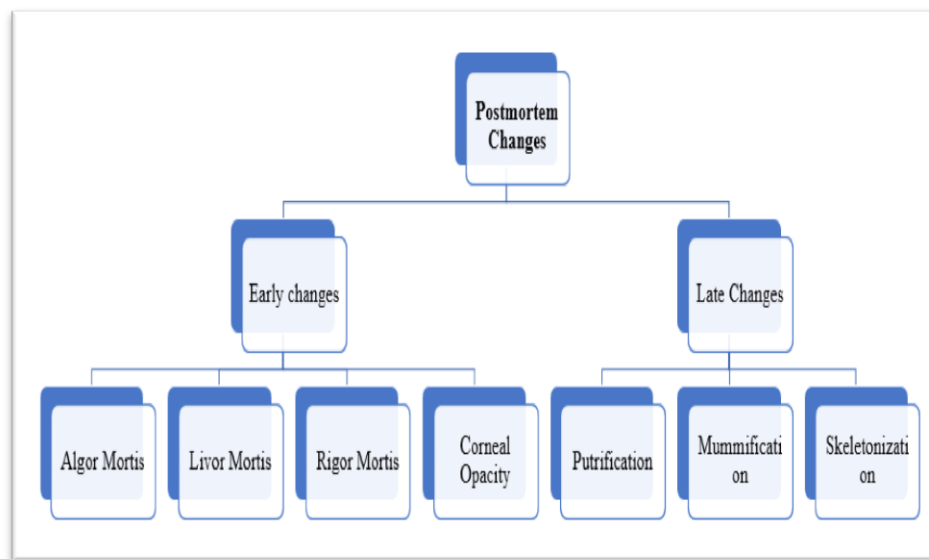 Postmortem
Changes
Early changes
Late Changes
Algor Mortis
Livor Mortis
Rigor Mortis
Corneal
Opacity
Putrification
Mummificati
on
Skeletonizati
on